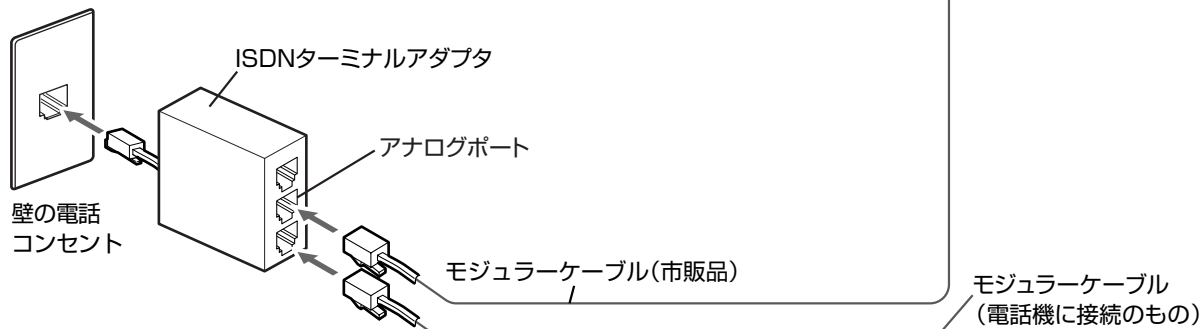 ISDNターミナルアダプタ
アナログポート
壁の電話
コンセント
モジュラーケーブル（市販品）
モジュラーケーブル
（電話機に接続のもの）